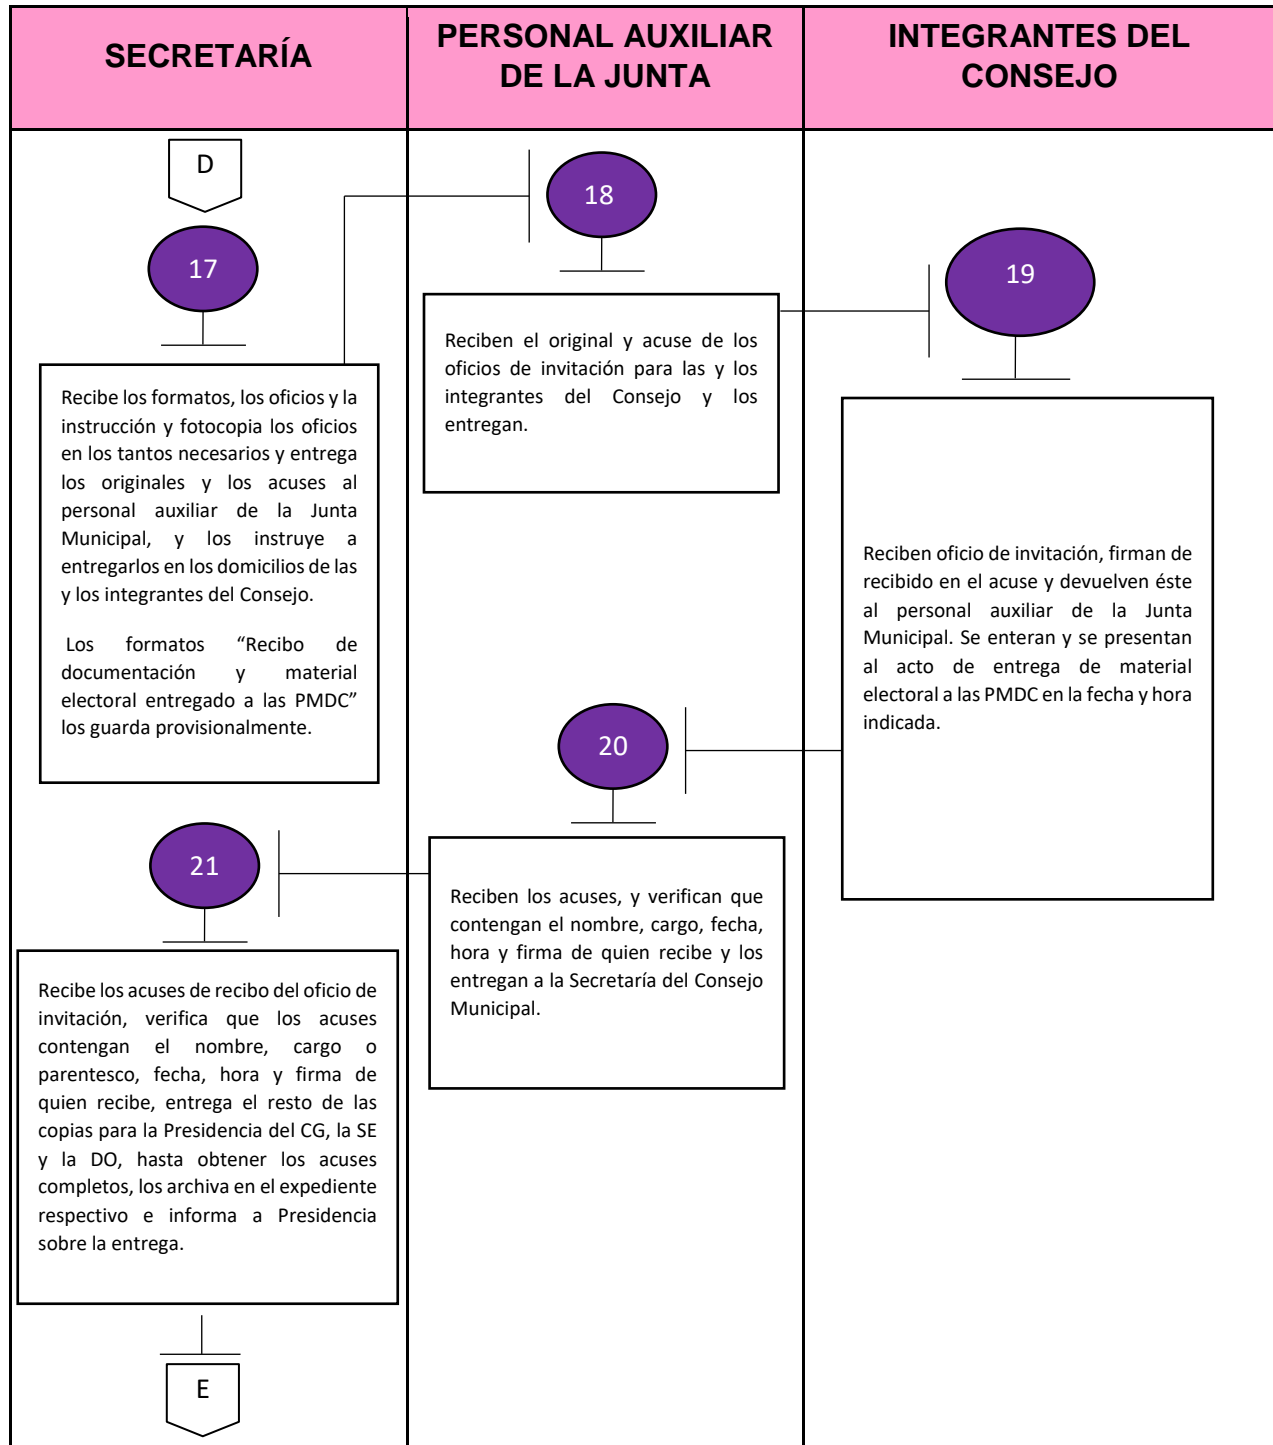 SECRETARÍA
PERSONAL AUXILIAR
DE LA JUNTA
INTEGRANTES DEL
CONSEJO
D
17
Recibe los formatos, los oficios y la
instrucción y fotocopia los oficios
en los tantos necesarios y entrega
los originales y los acuses al
personal auxiliar de la Junta
Municipal, y los instruye a
entregarlos en los domicilios de las
y los integrantes del Consejo.
Los formatos “Recibo de
documentación y material
electoral entregado a las PMDC”
los guarda provisionalmente.
18
Reciben el original y acuse de los
oficios de invitación para las y los
integrantes del Consejo y los
entregan.
19
Reciben oficio de invitación, firman de
recibido en el acuse y devuelven éste
al personal auxiliar de la Junta
Municipal. Se enteran y se presentan
al acto de entrega de material
electoral a las PMDC en la fecha y hora
indicada.
20
Reciben los acuses, y verifican que
contengan el nombre, cargo, fecha,
hora y firma de quien recibe y los
entregan a la Secretaría del Consejo
Municipal.
21
Recibe los acuses de recibo del oficio de
invitación, verifica que los acuses
contengan el nombre, cargo o
parentesco, fecha, hora y firma de
quien recibe, entrega el resto de las
copias para la Presidencia del CG, la SE
y la DO, hasta obtener los acuses
completos, los archiva en el expediente
respectivo e informa a Presidencia
sobre la entrega.
E